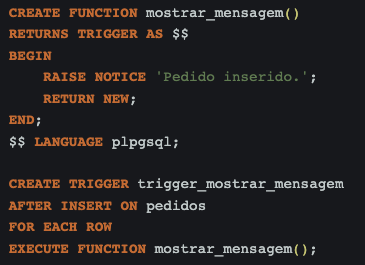 CREATE FUNCTION mostrar_mensagem()
RETURNS TRIGGER AS $$
BEGIN
    RAISE NOTICE 'Pedido inserido.';
    RETURN NEW;
END;
$$ LANGUAGE plpgsql;

CREATE TRIGGER trigger_mostrar_mensagem
AFTER INSERT ON pedidos
FOR EACH ROW
EXECUTE FUNCTION mostrar_mensagem();